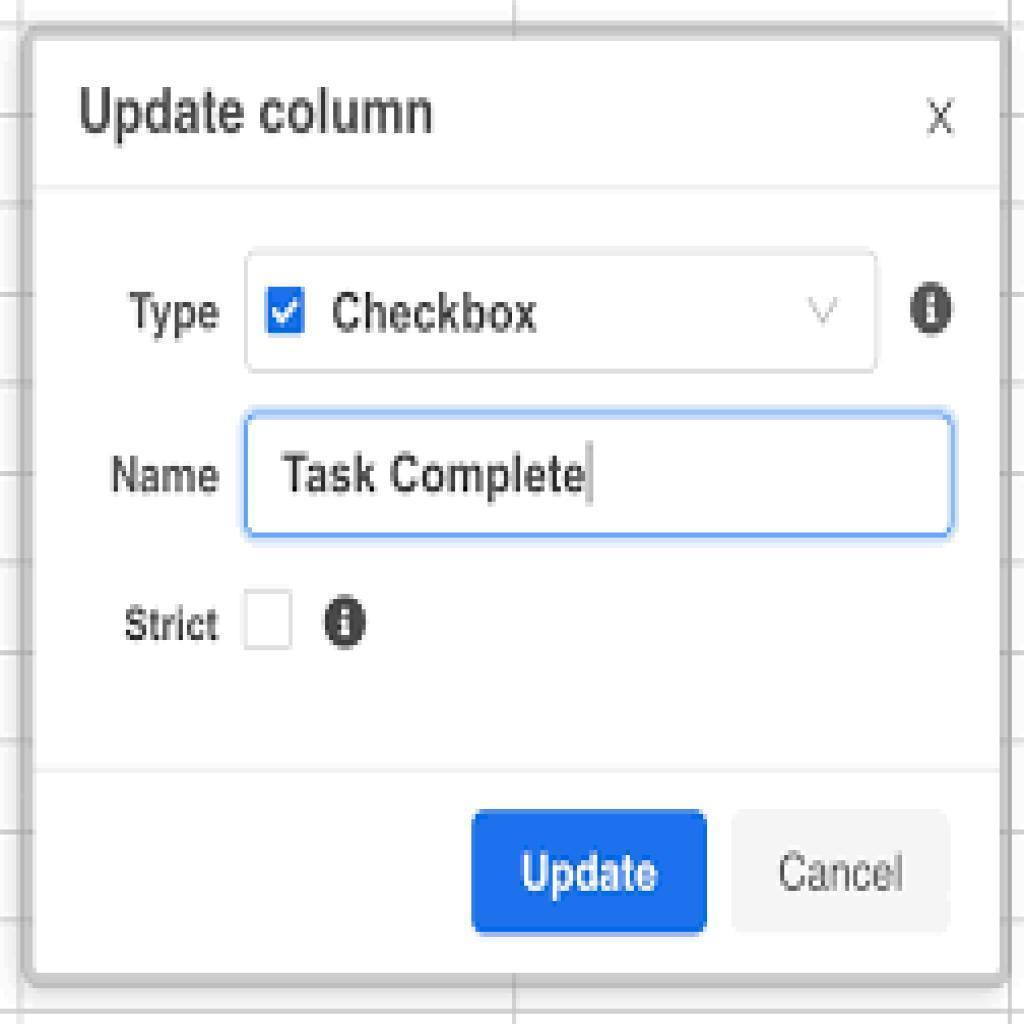 Update column X
Type Checkbox
Name Task Complete
Strict
Update Cancel